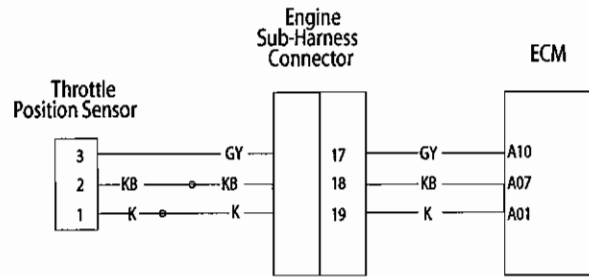 Engine
Sub-Harness
Connector
ECM
Throttle
Position Sensor
3 GY 17 GY A10
2 KB KB 18 KB A07
1 K K 19 K A01